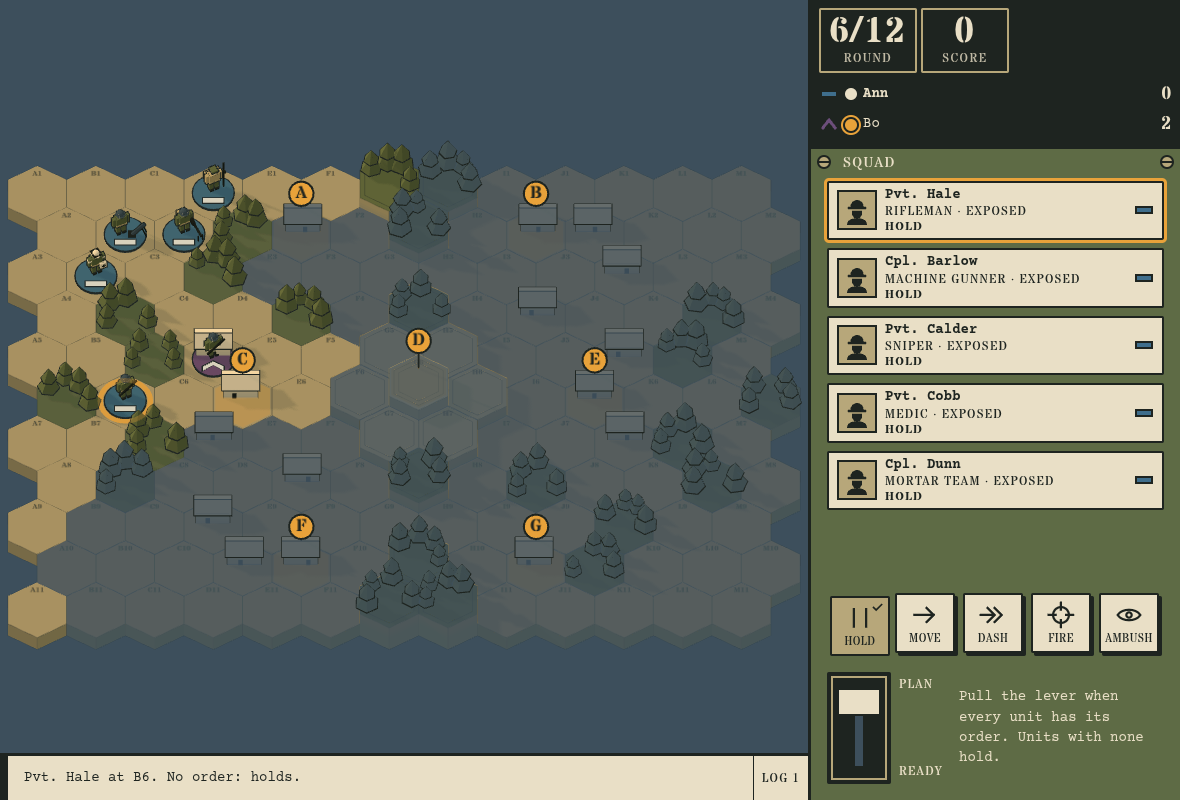 6/12
ROUND
0
SCORE
Ann
0
Bo
2
SQUAD
Pvt. Hale
RIFLEMAN · EXPOSED
HOLD
Cpl. Barlow
MACHINE GUNNER · EXPOSED
HOLD
Pvt. Calder
SNIPER · EXPOSED
HOLD
Pvt. Cobb
MEDIC · EXPOSED
HOLD
Cpl. Dunn
MORTAR TEAM · EXPOSED
HOLD
HOLD
MOVE
DASH
FIRE
AMBUSH
PLAN
READY
Pull the lever when
every unit has its
order. Units with none
hold.
A1
B1
C1
E1
F1
A2
A3
C3
A4
C4
D4
A5
B5
E5
F5
C6
E6
A7
B7
A8
A9
A11
A
B
C
D
E
F
G
Pvt. Hale at B6. No order: holds.
LOG 1